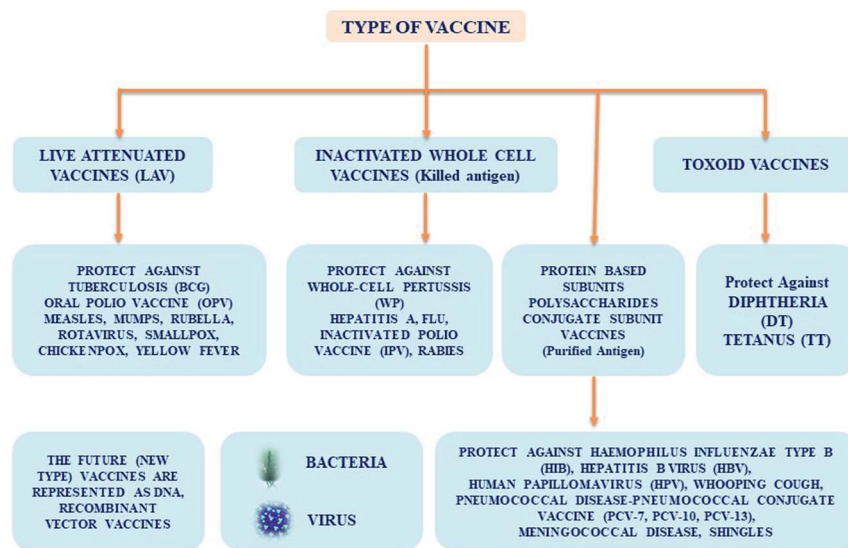 TYPE OF VACCINE
LIVE ATTENUATED
VACCINES (LAV)
INACTIVATED WHOLE CELL
VACCINES (Killed antigen)
TOXOID VACCINES
PROTECT AGAINST
TUBERCULOSIS (BCG)
ORAL POLIO VACCINE (OPV)
MEASLES, MUMPS, RUBELLA,
ROTAVIRUS, SMALLPOX,
CHICKENPOX, YELLOW FEVER
PROTECT AGAINST
WHOLE-CELL PERTUSSIS
(WP)
HEPATITIS A, FLU,
INACTIVATED POLIO
VACCINE (IPV), RABIES
PROTEIN BASED
SUBUNITS
POLYSACCHARIDES
CONJUGATE SUBUNIT
VACCINES
(Purified Antigen)
Protect Against
DIPHTHERIA
(DT)
TETANUS (TT)
THE FUTURE (NEW
TYPE) VACCINES ARE
REPRESENTED AS DNA,
RECOMBINANT
VECTOR VACCINES
BACTERIA
VIRUS
PROTECT AGAINST HAEMOPHILUS INFLUENZAE TYPE B
(HIB), HEPATITIS B VIRUS (HBV),
HUMAN PAPILLOMAVIRUS (HPV), WHOOPING COUGH,
PNEUMOCOCCAL DISEASE-PNEUMOCOCCAL CONJUGATE
VACCINE (PCV-7, PCV-10, PCV-13),
MENINGOCOCCAL DISEASE, SHINGLES